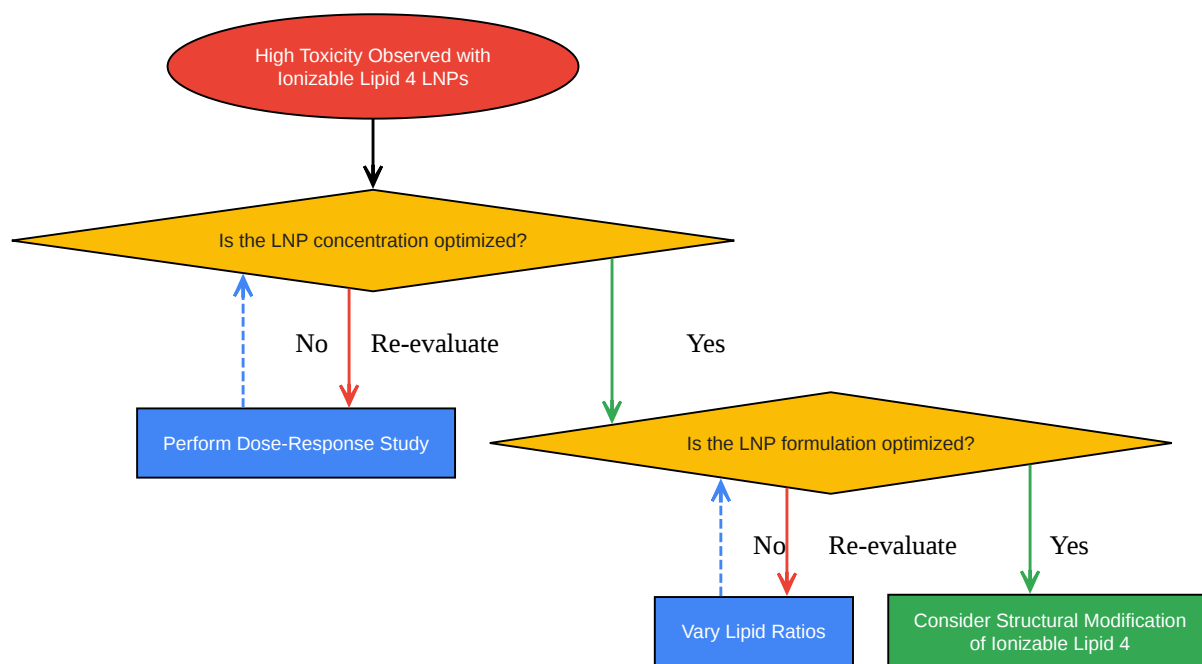 High Toxicity Observed with
Ionizable Lipid 4 LNPs
Is the LNP concentration optimized?
No
Re-evaluate
Yes
Perform Dose-Response Study
Is the LNP formulation optimized?
No
Re-evaluate
Yes
Vary Lipid Ratios
Consider Structural Modification
of Ionizable Lipid 4